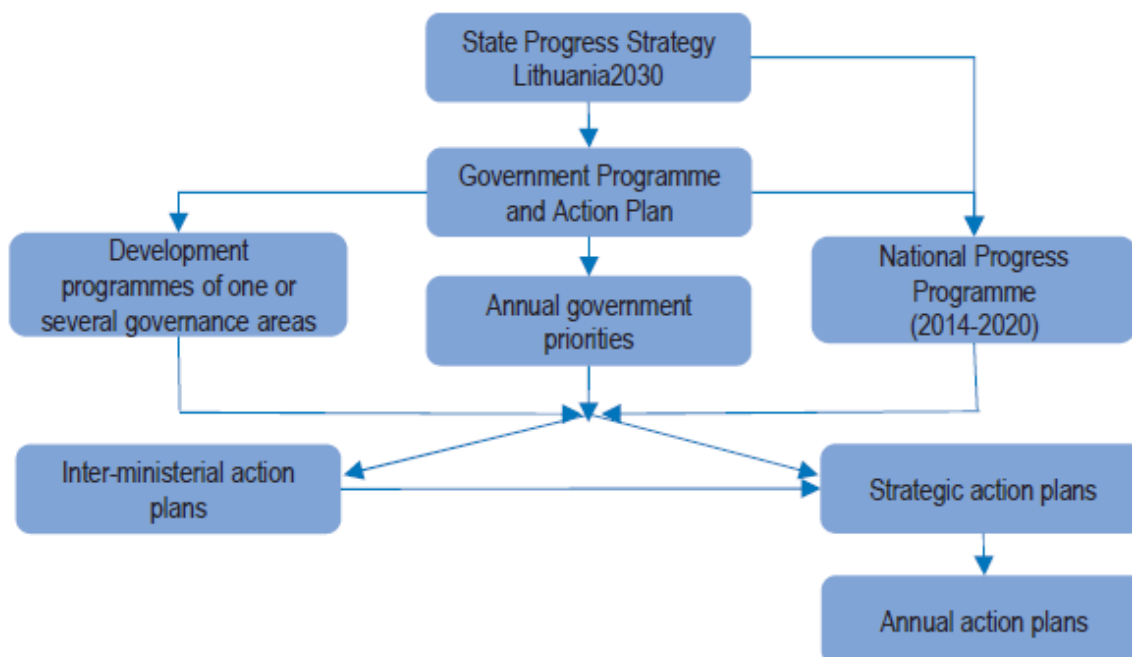 State Progress Strategy
Lithuania2030
Government Programme
and Action Plan
Development
programmes of one or
several governance areas
Annual government
priorities
National Progress
Programme
(2014-2020)
Inter-ministerial action
plans
Strategic action plans
Annual action plans